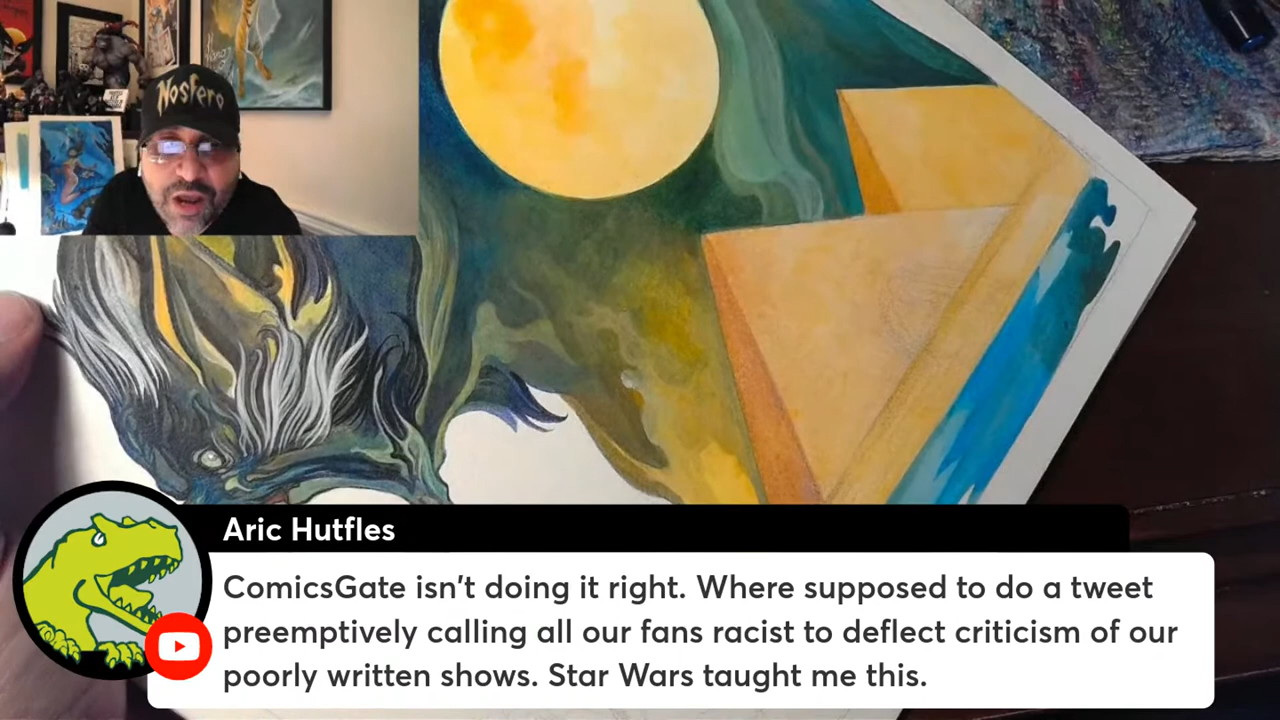 Nosfero
Aric Hutfles
ComicsGate isn't doing it right. Where supposed to do a tweet
preemptively calling all our fans racist to deflect criticism of our
poorly written shows. Star Wars taught me this.